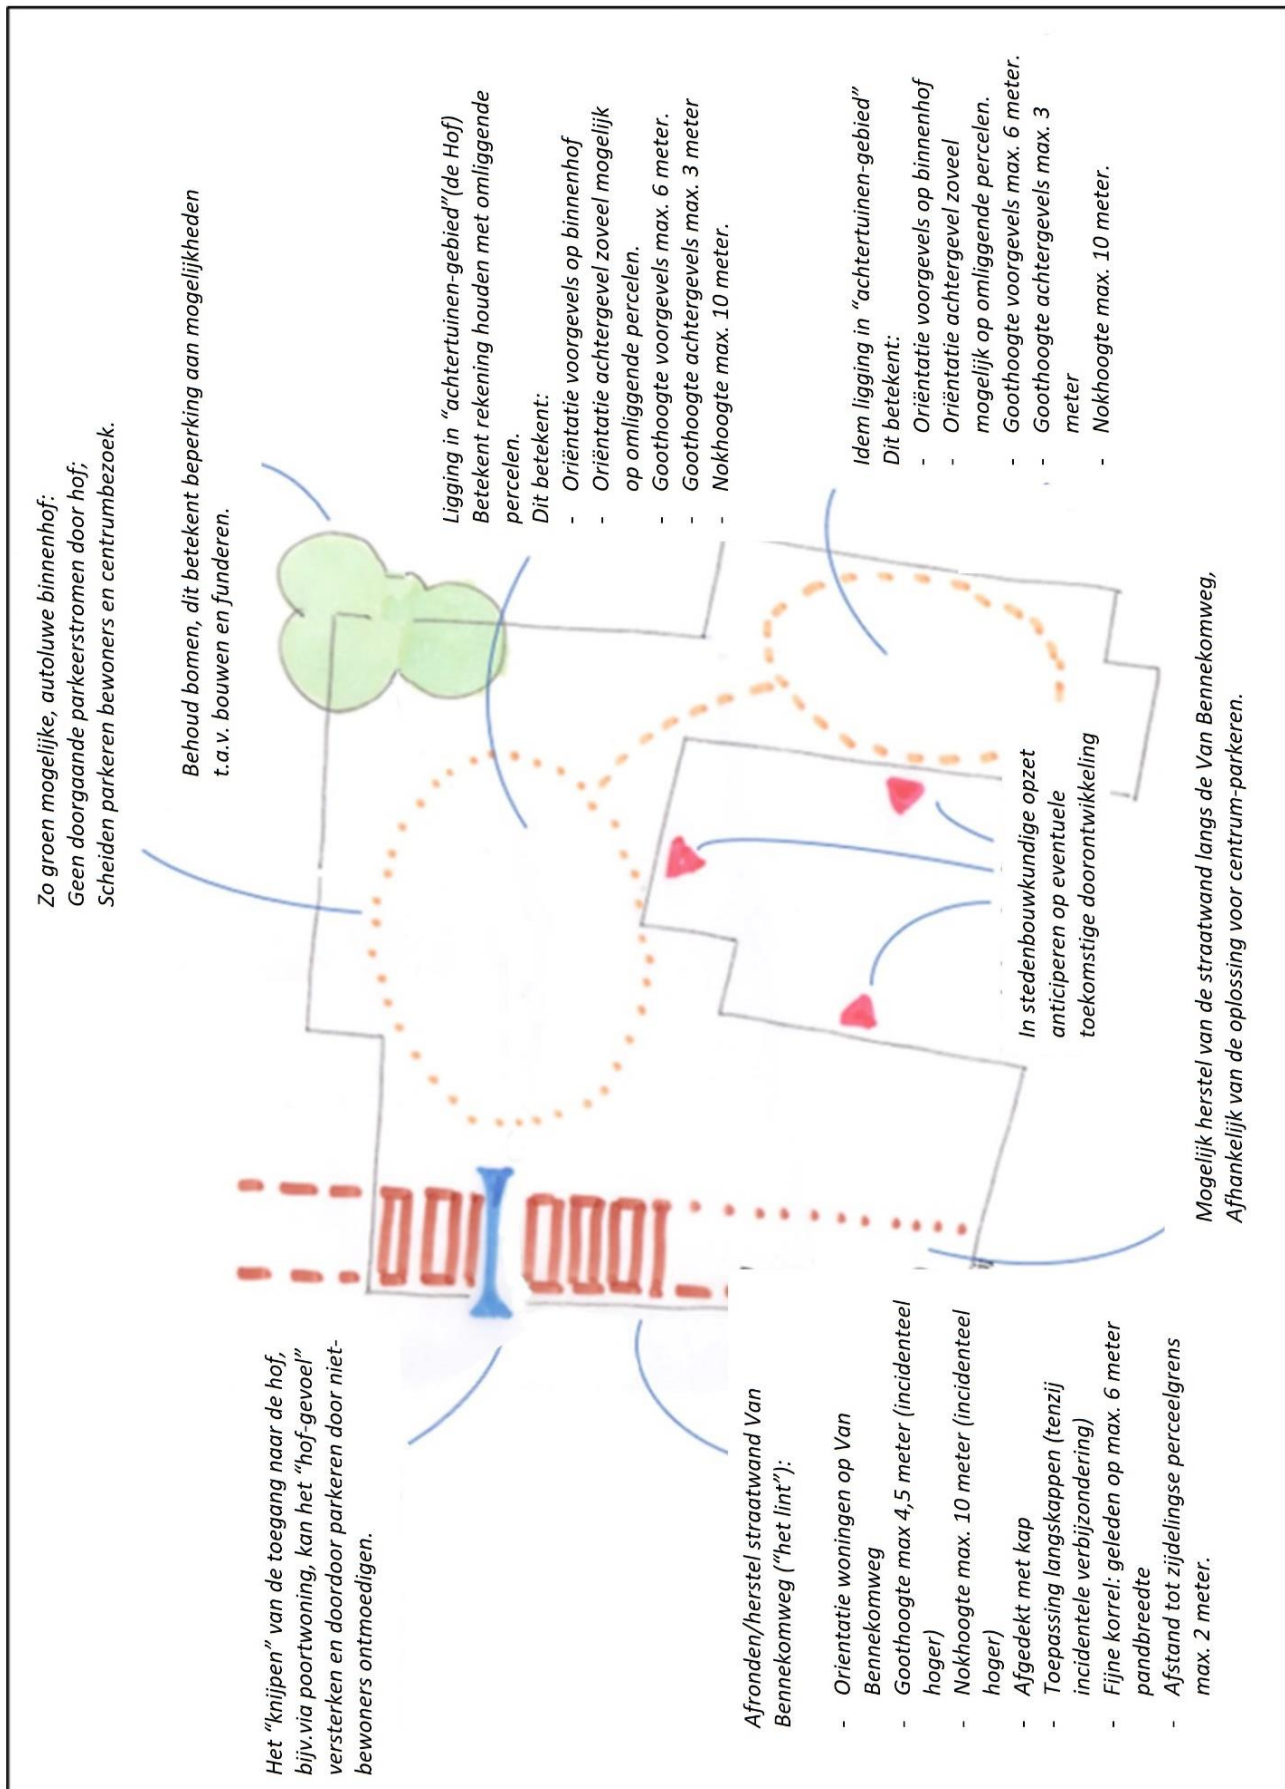 Zo groen mogelijke, autoluwe binnenhof:
Geen doorgaande parkeerstromen door hof;
Scheiden parkeren bewoners en centrumbezoek.
Behoud bomen, dit betekent beperking aan mogelijkheden
t.a.v. bouwen en funderen.
Het “knijpen” van de toegang naar de hof,
bijv.via poortwoning, kan het “hof-gevoel”
versterken en doordoor parkeren door niet-
bewoners ontmoedigen.
Ligging in “achtertuinen-gebied”(de Hof)
Betekent rekening houden met omliggende
percelen.
Dit betekent:
- Oriëntatie voorgevels op binnenhof
- Oriëntatie achtergevel zoveel mogelijk
op omliggende percelen.
- Goothoogte voorgevels max. 6 meter.
- Goothoogte achtergevels max. 3 meter
- Nokhoogte max. 10 meter.
Afronden/herstel straatwand Van
Bennekomweg (“het lint”):
- Orientatie woningen op Van
Bennekomweg
- Goothoogte max 4,5 meter (incidenteel
hoger)
- Nokhoogte max. 10 meter (incidenteel
hoger)
- Afgedekt met kap
- Toepassing langskappen (tenzij
incidentele verbijzondering)
- Fijne korrel: geleden op max. 6 meter
pandbreedte
- Afstand tot zijdelingse perceelgrens
max. 2 meter.
Idem ligging in “achtertuinen-gebied”
Dit betekent:
- Oriëntatie voorgevels op binnenhof
- Oriëntatie achtergevel zoveel
mogelijk op omliggende percelen.
- Goothoogte voorgevels max. 6 meter.
- Goothoogte achtergevels max. 3
meter
- Nokhoogte max. 10 meter.
In stedenbouwkundige opzet
anticiperen op eventuele
toekomstige doorontwikkeling
Mogelijk herstel van de straatwand langs de Van Bennekomweg,
Afhankelijk van de oplossing voor centrum-parkeren.